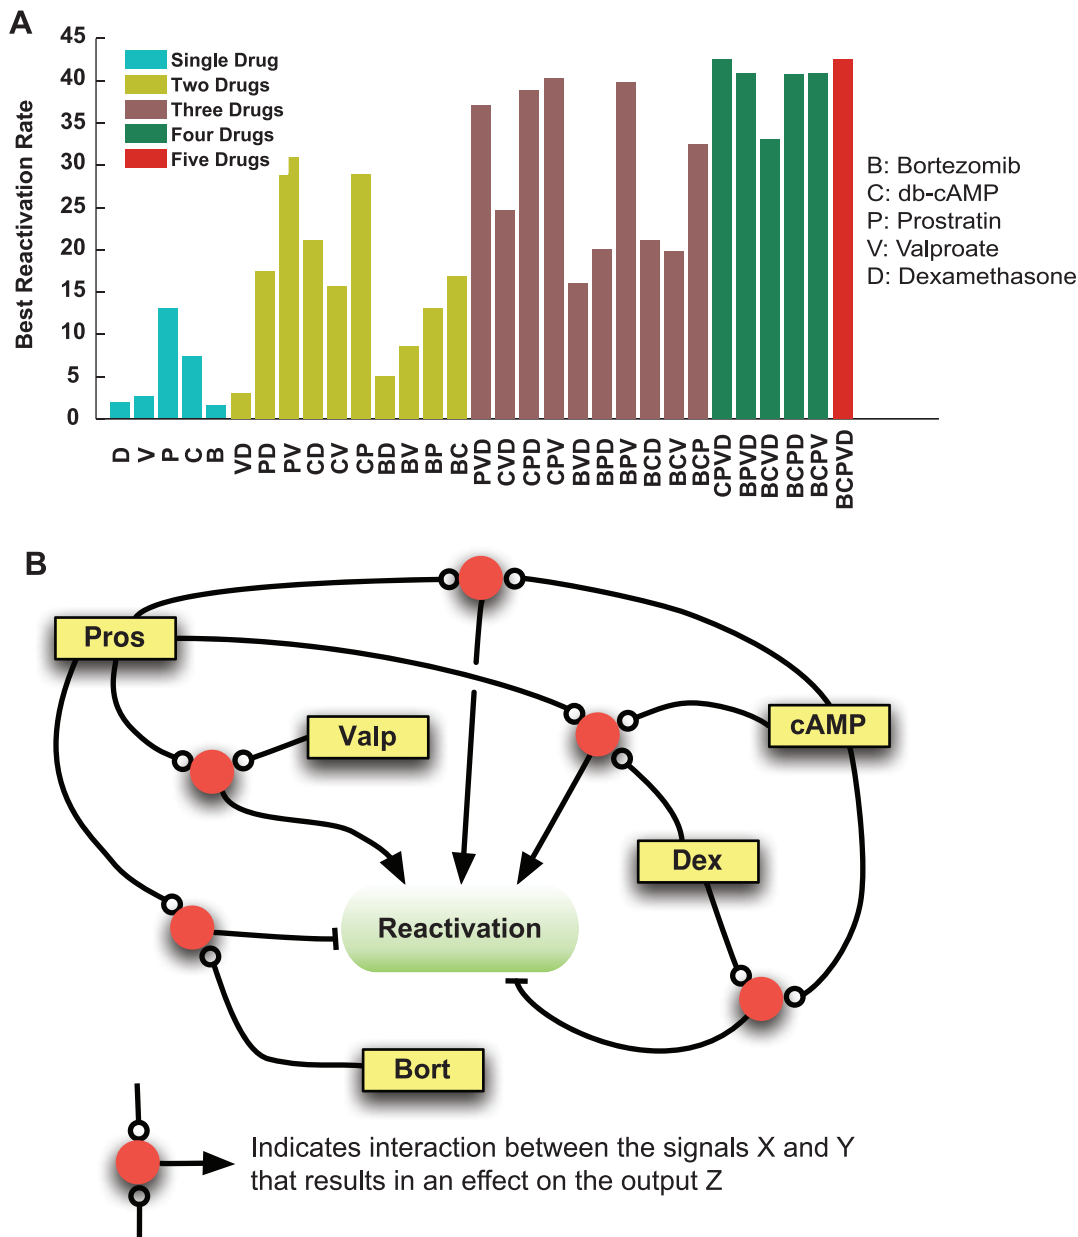 A
45
40
35
30
25
20
15
10
5
0
Best Reactivation Rate
Single Drug
Two Drugs
Three Drugs
Four Drugs
Five Drugs
B: Bortezomib
C: db-cAMP
P: Prostratin
V: Valproate
D: Dexamethasone
D
V
P
C
B
VD
PD
PV
CD
CV
CP
BD
BV
BP
BC
PVD
CVD
CPD
CPV
BVD
BPD
BPV
BCD
BCV
BCP
CPVD
BPVD
BCVD
BCPD
BCPV
BCPVD
B
Pros
Valp
cAMP
Dex
Reactivation
Bort
Indicates interaction between the signals X and Y
that results in an effect on the output Z